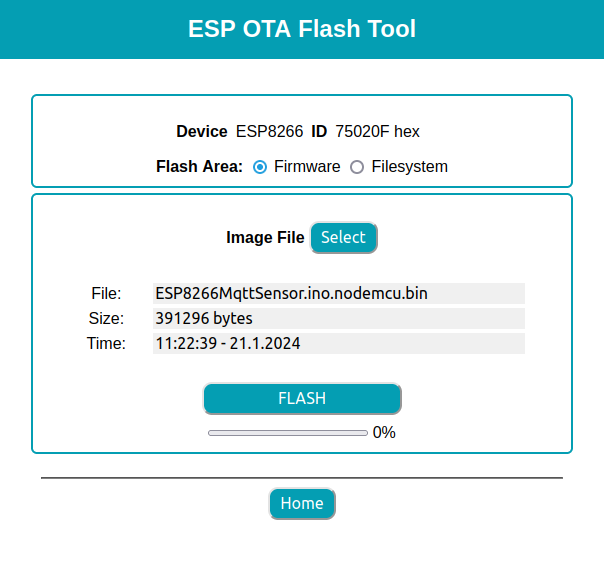 ESP OTA Flash Tool
Device ESP8266 ID 75020F hex
Flash Area: Firmware Filesystem
Image File Select
File: ESP8266MqttSensor.ino.nodemcu.bin
Size: 391296 bytes
Time: 11:22:39 - 21.1.2024
FLASH
0%
Home